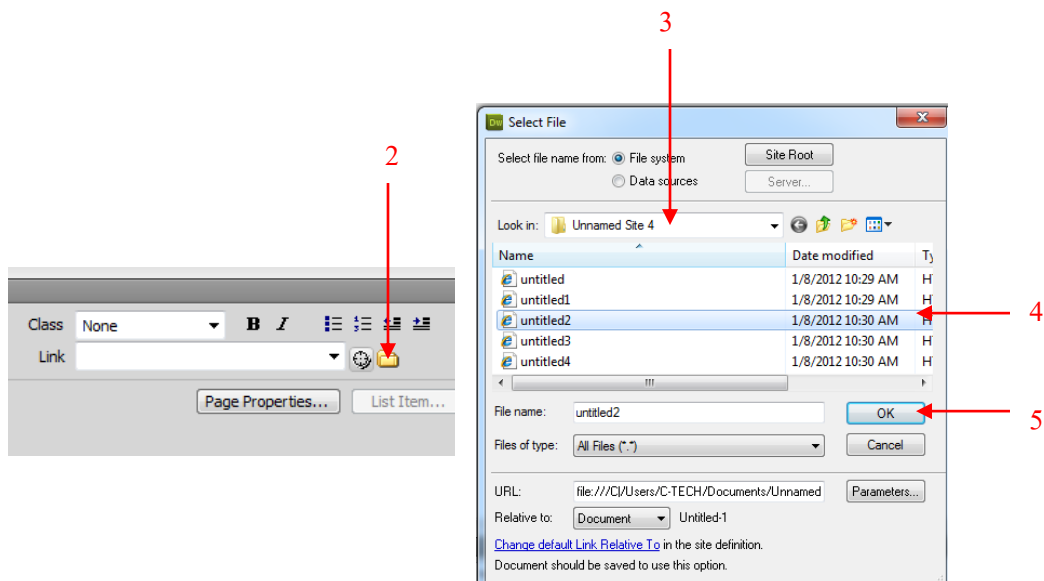 3
2
Class None B I
Link
Page Properties... List Item...
Dw Select File
Select file name from: File system Site Root
Data sources Server...
Look in: Unnamed Site 4
Name Date modified
untitled 1/8/2012 10:29 AM
untitled1 1/8/2012 10:29 AM
untitled2 1/8/2012 10:30 AM
untitled3 1/8/2012 10:30 AM
untitled4 1/8/2012 10:30 AM
4
File name: untitled2 OK
5
Files of type: All Files (*.*) Cancel
URL: file:///C|/Users/C-TECH/Documents/Unnamed Parameters...
Relative to: Document Untitled-1
Change default Link Relative To in the site definition.
Document should be saved to use this option.